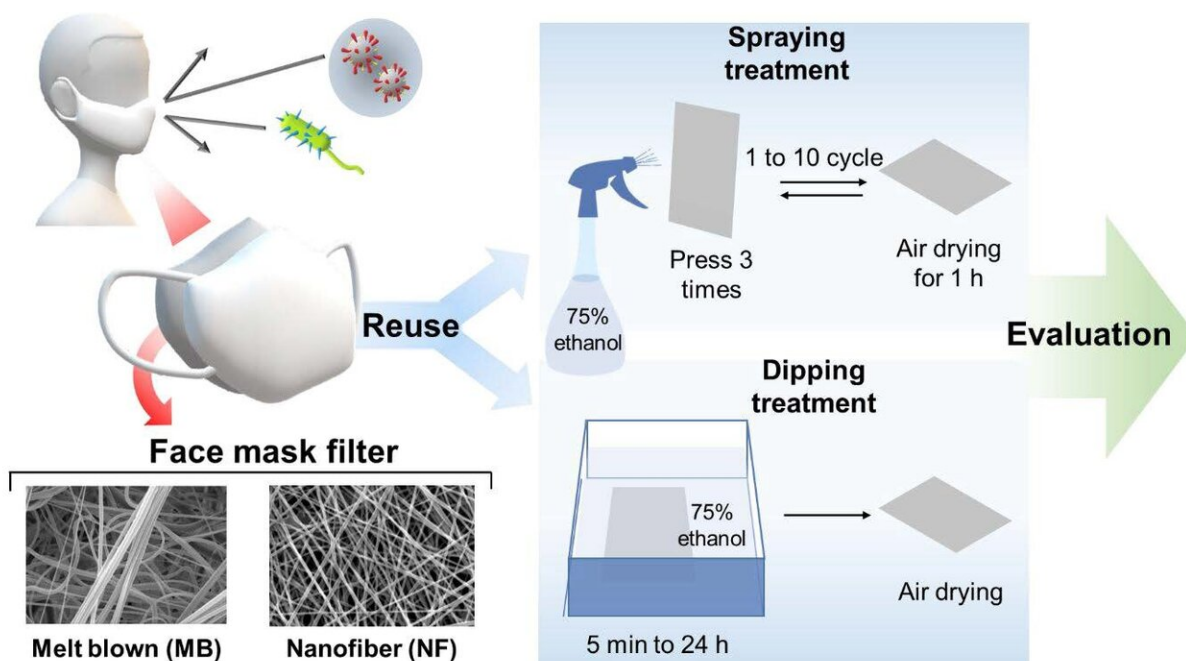 Spraying
treatment
1 to 10 cycle
Press 3
times
Air drying
for 1 h
75%
ethanol
Reuse
Evaluation
Dipping
treatment
75%
ethanol
Air drying
5 min to 24 h
Face mask filter
Melt blown (MB)
Nanofiber (NF)